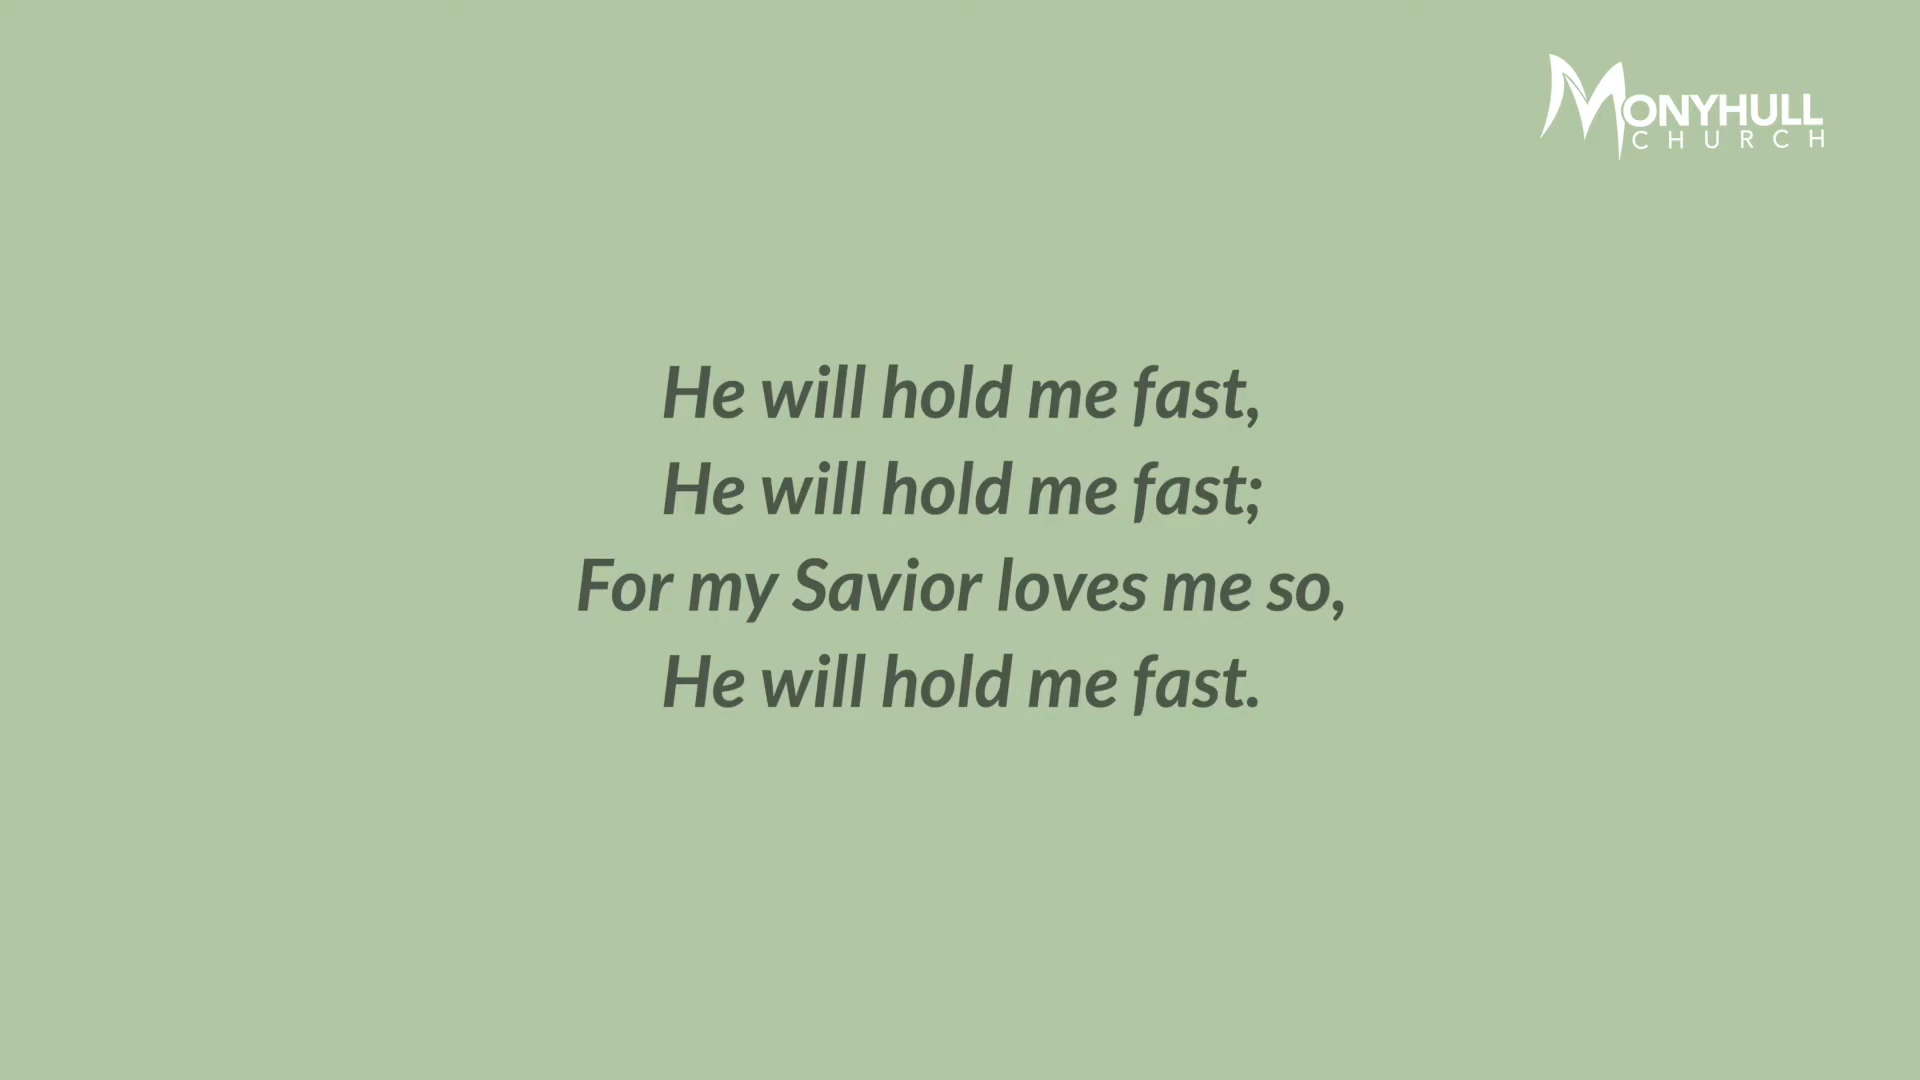 MONYHULL
CHURCH
He will hold me fast,
He will hold me fast;
For my Savior loves me so,
He will hold me fast.